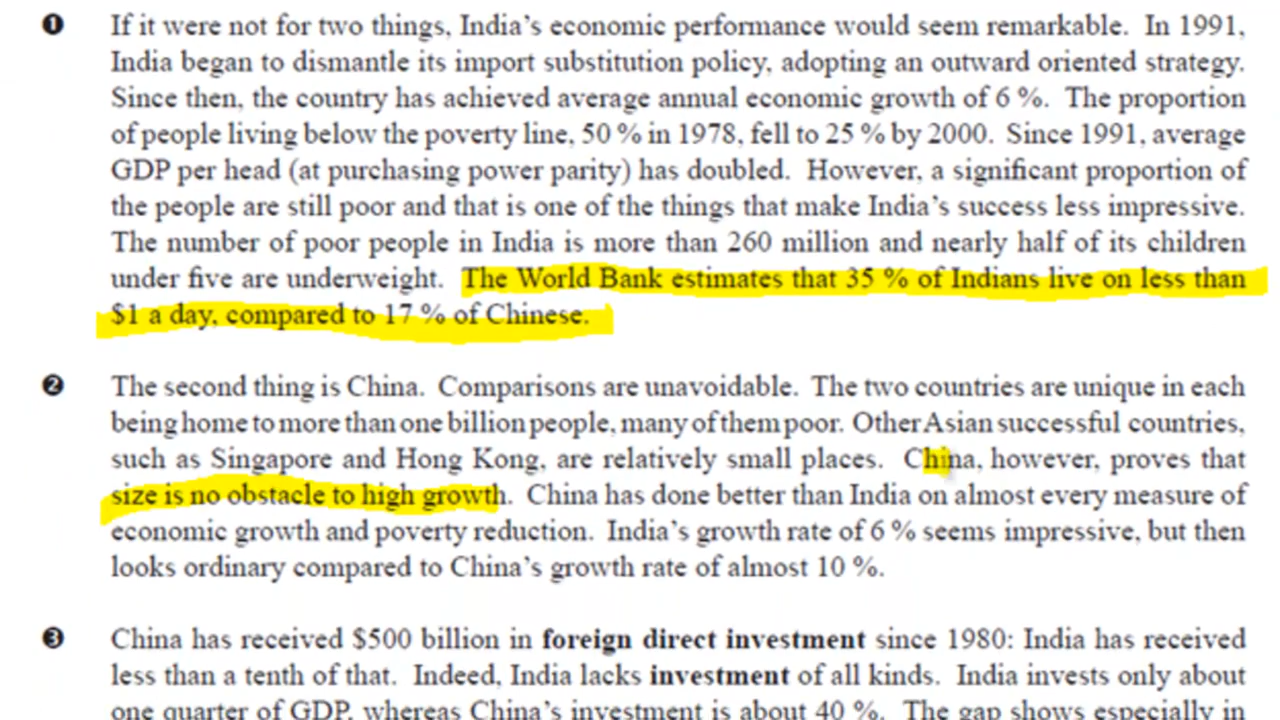 ❶ If it were not for two things, India's economic performance would seem remarkable. In 1991,
India began to dismantle its import substitution policy, adopting an outward oriented strategy.
Since then, the country has achieved average annual economic growth of 6 %. The proportion
of people living below the poverty line, 50 % in 1978, fell to 25 % by 2000. Since 1991, average
GDP per head (at purchasing power parity) has doubled. However, a significant proportion of
the people are still poor and that is one of the things that make India's success less impressive.
The number of poor people in India is more than 260 million and nearly half of its children
under five are underweight. The World Bank estimates that 35 % of Indians live on less than
$1 a day, compared to 17 % of Chinese.
❷ The second thing is China. Comparisons are unavoidable. The two countries are unique in each
being home to more than one billion people, many of them poor. Other Asian successful countries,
such as Singapore and Hong Kong, are relatively small places. China, however, proves that
size is no obstacle to high growth. China has done better than India on almost every measure of
economic growth and poverty reduction. India's growth rate of 6 % seems impressive, but then
looks ordinary compared to China's growth rate of almost 10 %.
❸ China has received $500 billion in foreign direct investment since 1980: India has received
less than a tenth of that. Indeed, India lacks investment of all kinds. India invests only about
one quarter of GDP, whereas China's investment is about 40 %. The gap shows especially in